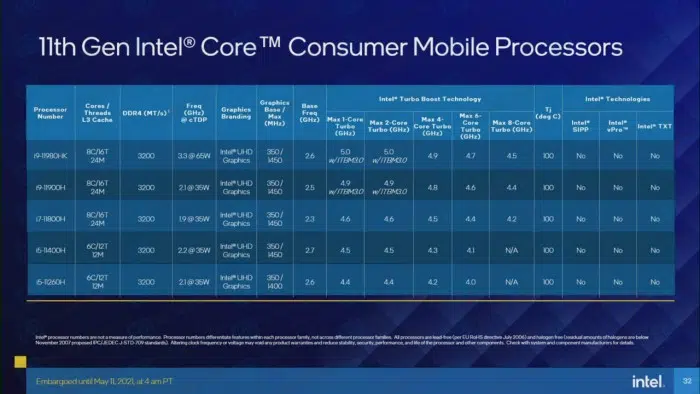 11th Gen Intel® Core™ Consumer Mobile Processors
Processor Number
Cores / Threads L3 Cache
DDR4 (MT/s)¹
Freq (GHz) @ cTDP
Graphics Branding
Graphics Base / Max (MHz)
Base Freq (GHz)
Intel® Turbo Boost Technology
Max 1-Core Turbo (GHz)
Max 2-Core Turbo (GHz)
Max 4-Core Turbo (GHz)
Max 6-Core Turbo (GHz)
Max 8-Core Turbo (GHz)
Tj (deg C)
Intel® Technologies
Intel® SIPP
Intel® vPro™
Intel® TXT
i9-11980HK 8C/16T 24M 3200 3.3 @ 65W Intel® UHD Graphics 350 / 1450 2.6 5.0 w/ITBM3.0 5.0 w/ITBM3.0 4.9 4.7 4.5 100 No No No
i9-11900H 8C/16T 24M 3200 2.1 @ 35W Intel® UHD Graphics 350 / 1450 2.5 4.9 w/ITBM3.0 4.9 w/ITBM3.0 4.8 4.6 4.4 100 No No No
i7-11800H 8C/16T 24M 3200 1.9 @ 35W Intel® UHD Graphics 350 / 1450 2.3 4.6 4.6 4.5 4.4 4.2 100 No No No
i5-11400H 6C/12T 12M 3200 2.2 @ 35W Intel® UHD Graphics 350 / 1450 2.7 4.5 4.5 4.3 4.1 N/A 100 No No No
i5-11260H 6C/12T 12M 3200 2.1 @ 35W Intel® UHD Graphics 350 / 1400 2.6 4.4 4.4 4.2 4.0 N/A 100 No No No
Intel® processor numbers are not a measure of performance. Processor numbers differentiate features within each processor family, not across different processor families. All processors are lead-free (per EU RoHS directive July 2006) and halogen free (residual amounts of halogens are below
November 2007 proposed IPC/JEDEC J-STD-709 standards). Altering clock frequency or voltage may void any product warranties and reduce stability, security, performance, and life of the processor and other components. Check with system and component manufacturers for details.
Embargoed until May 11, 2021, at 4 am PT
intel.